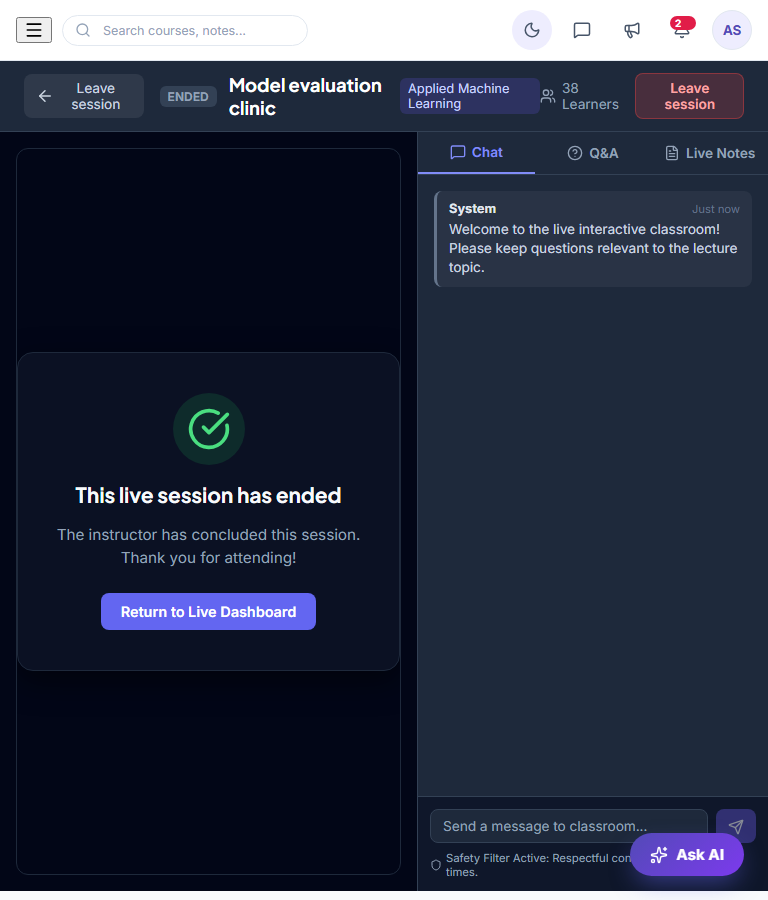 Search courses, notes...
2
AS
Leave session
ENDED
Model evaluation clinic
Applied Machine Learning
38 Learners
Leave session
Chat
Q&A
Live Notes
System
Just now
Welcome to the live interactive classroom!
Please keep questions relevant to the lecture
topic.
This live session has ended
The instructor has concluded this session.
Thank you for attending!
Return to Live Dashboard
Send a message to classroom...
Safety Filter Active: Respectful
times.
Ask AI